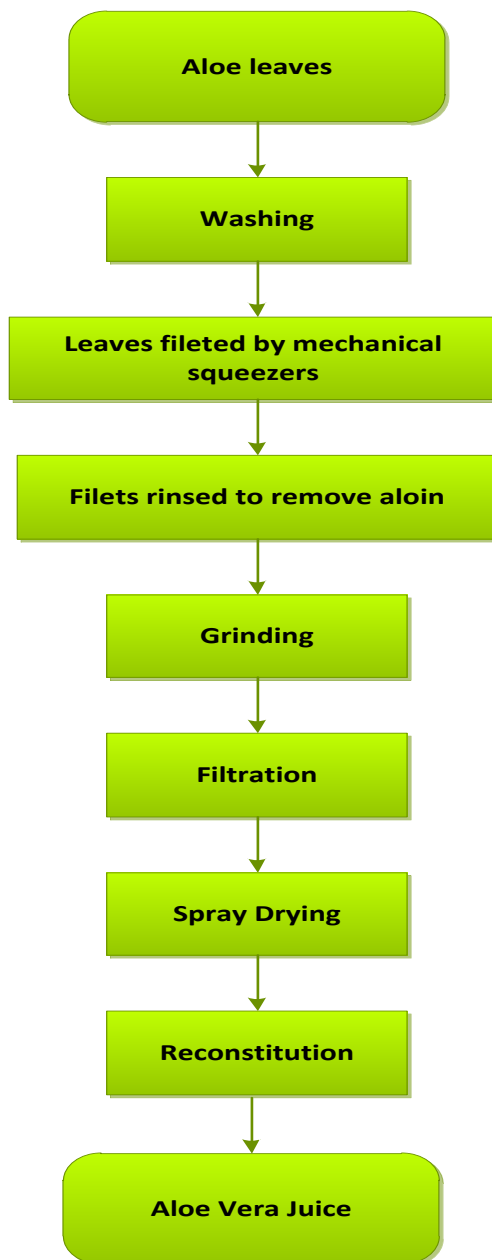 Aloe leaves
Washing
Leaves fileted by mechanical
squeezers
Filets rinsed to remove aloin
Grinding
Filtration
Spray Drying
Reconstitution
Aloe Vera Juice